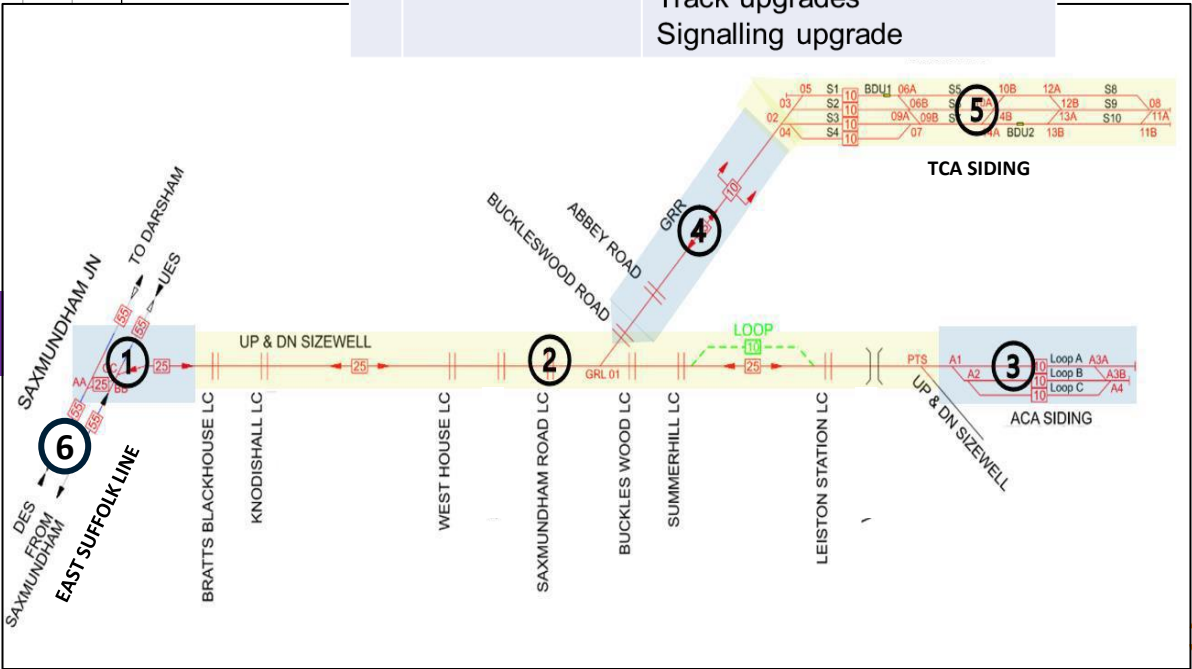 Track upgrades
Signalling upgrade
05 S1 10 BDU1 06A S5 10B 12A S8
03 S2 10 06B 12B S9 08
02 S3 10 09A 09B 4B 13A S10 11A
04 S4 10 07 BDU2 13B 11B
5
TCA SIDING
10
GRR
4
ABBEY ROAD
BUCKLESWOOD ROAD
TO DARSHAM
UES
SAXMUNDHAM JN
55
55
1
25
AA 25 BB
CC
55
55
6
DES
FROM
SAXMUNDHAM
EAST SUFFOLK LINE
UP & DN SIZEWELL
25
2
GRL 01
LOOP
10
25
PTS
UP & DN SIZEWELL
A1 3 10 Loop A A3A
A2 10 Loop B A3B
10 Loop C A4
ACA SIDING
BRATTS BLACKHOUSE LC
KNODISHALL LC
WEST HOUSE LC
SAXMUNDHAM ROAD LC
BUCKLES WOOD LC
SUMMERHILL LC
LEISTON STATION LC